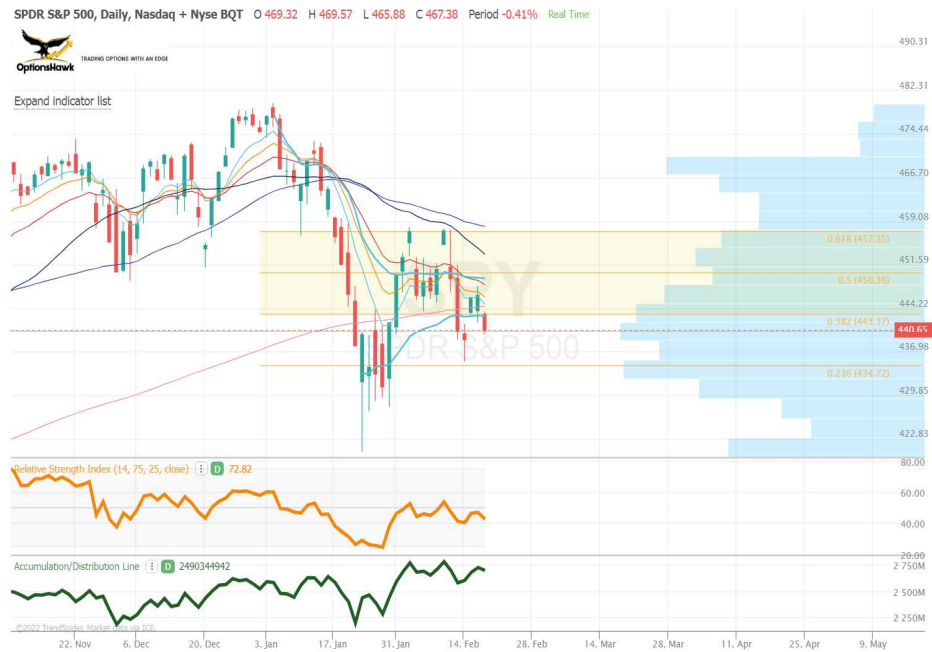 SPDR S&P 500, Daily, Nasdaq + Nyse BQT O 469.32 H 469.57 L 465.88 C 467.38 Period -0.41% Real Time
OptionsHawk
TRADING OPTIONS WITH AN EDGE
Expand indicator list
490.31
482.31
474.44
466.70
459.08
0.618 (457.35)
451.59
0.5 (450.36)
444.22
0.382 (443.37)
440.65
436.98
0.236 (434.72)
429.85
422.83
SPY
SPDR S&P 500
Relative Strength Index (14, 75, 25, close) D 72.82
80.00
60.00
40.00
20.00
Accumulation/Distribution Line D 2490344942
2 750M
2 500M
2 250M
©2022 TrendSpider, Market data via ICE
22. Nov 6. Dec 20. Dec 3. Jan 17. Jan 31. Jan 14. Feb 28. Feb 14. Mar 28. Mar 11. Apr 25. Apr 9. May